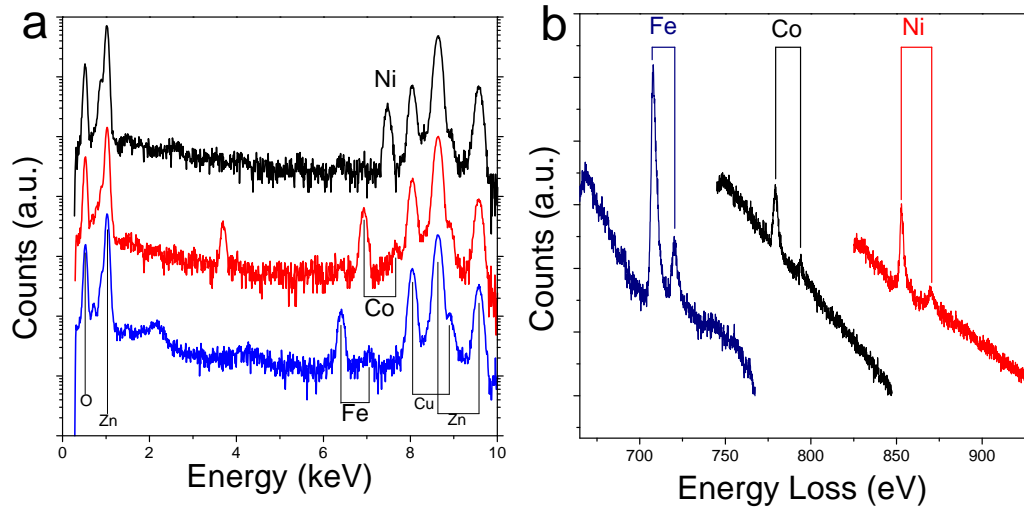 a
Ni
Co
Fe
O
Zn
Cu
Zn
Counts (a.u.)
0 2 4 6 8 10
Energy (keV)
b
Fe Co Ni
Counts (a.u.)
700 750 800 850 900
Energy Loss (eV)